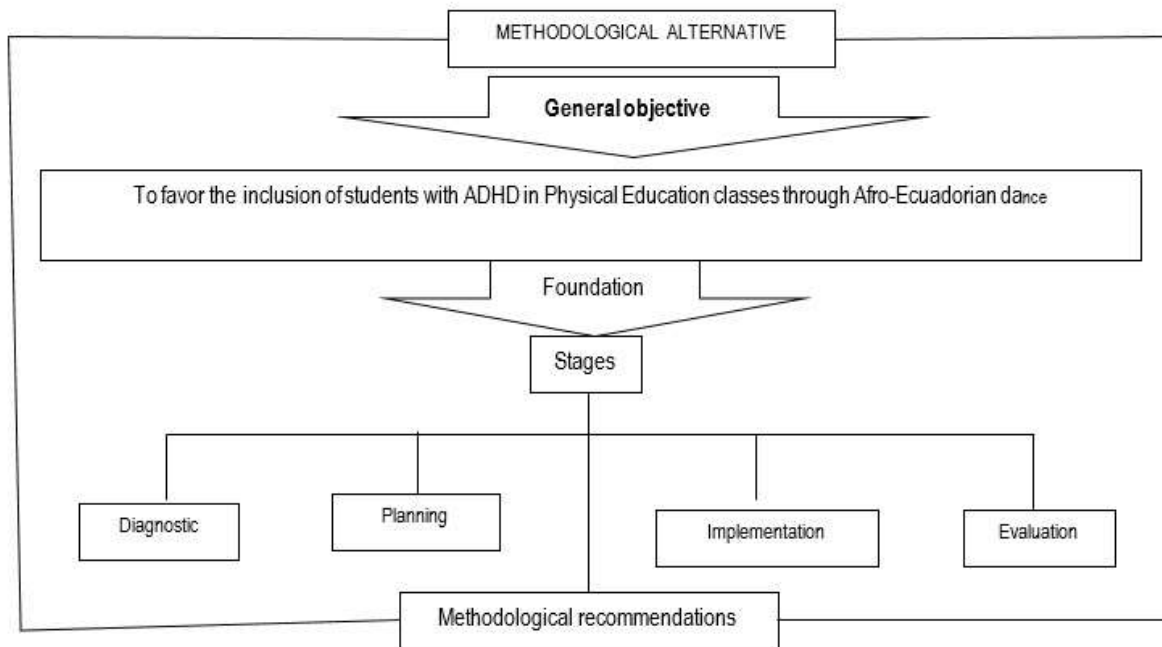 METHODOLOGICAL ALTERNATIVE
General objective
To favor the inclusion of students with ADHD in Physical Education classes through Afro-Ecuadorian dance
Foundation
Stages
Diagnostic
Planning
Implementation
Evaluation
Methodological recommendations